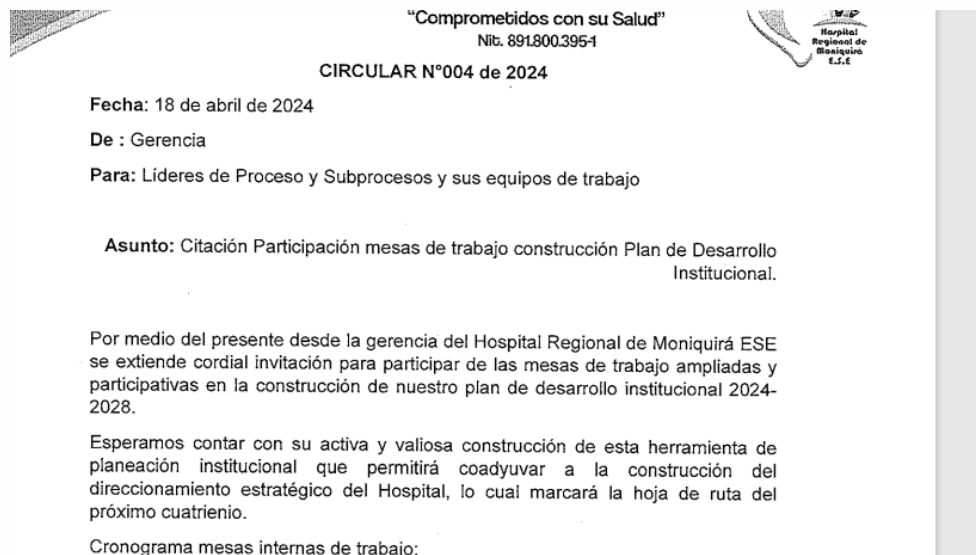 “Comprometidos con su Salud”
Nit. 891.800.395-1
Hospital
Regional de
Moniquirá
E.S.E
CIRCULAR N°004 de 2024
Fecha: 18 de abril de 2024
De : Gerencia
Para: Líderes de Proceso y Subprocesos y sus equipos de trabajo
Asunto: Citación Participación mesas de trabajo construcción Plan de Desarrollo
Institucional.
Por medio del presente desde la gerencia del Hospital Regional de Moniquirá ESE
se extiende cordial invitación para participar de las mesas de trabajo ampliadas y
participativas en la construcción de nuestro plan de desarrollo institucional 2024-
2028.
Esperamos contar con su activa y valiosa construcción de esta herramienta de
planeación institucional que permitirá coadyuvar a la construcción del
direccionamiento estratégico del Hospital, lo cual marcará la hoja de ruta del
próximo cuatrienio.
Cronograma mesas internas de trabajo: